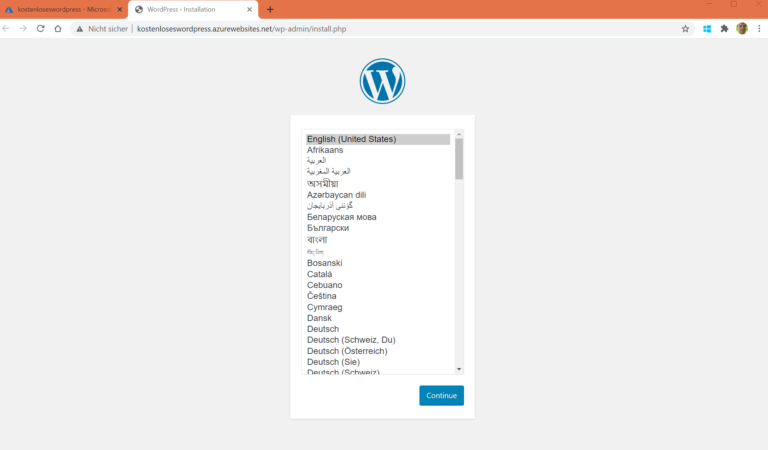 kostenloseswordpress - Micros
WordPress › Installation
Nicht sicher | kostenloseswordpress.azurewebsites.net/wp-admin/install.php
English (United States)
Afrikaans
العربية
العربية المغربية
অসমীয়া
Azərbaycan dili
گؤنئی آذربایجان
Беларуская мова
Български
বাংলা
བོད་ཡིག
Bosanski
Català
Cebuano
Čeština
Cymraeg
Dansk
Deutsch
Deutsch (Schweiz, Du)
Deutsch (Österreich)
Deutsch (Sie)
Deutsch (Schweiz)
Continue